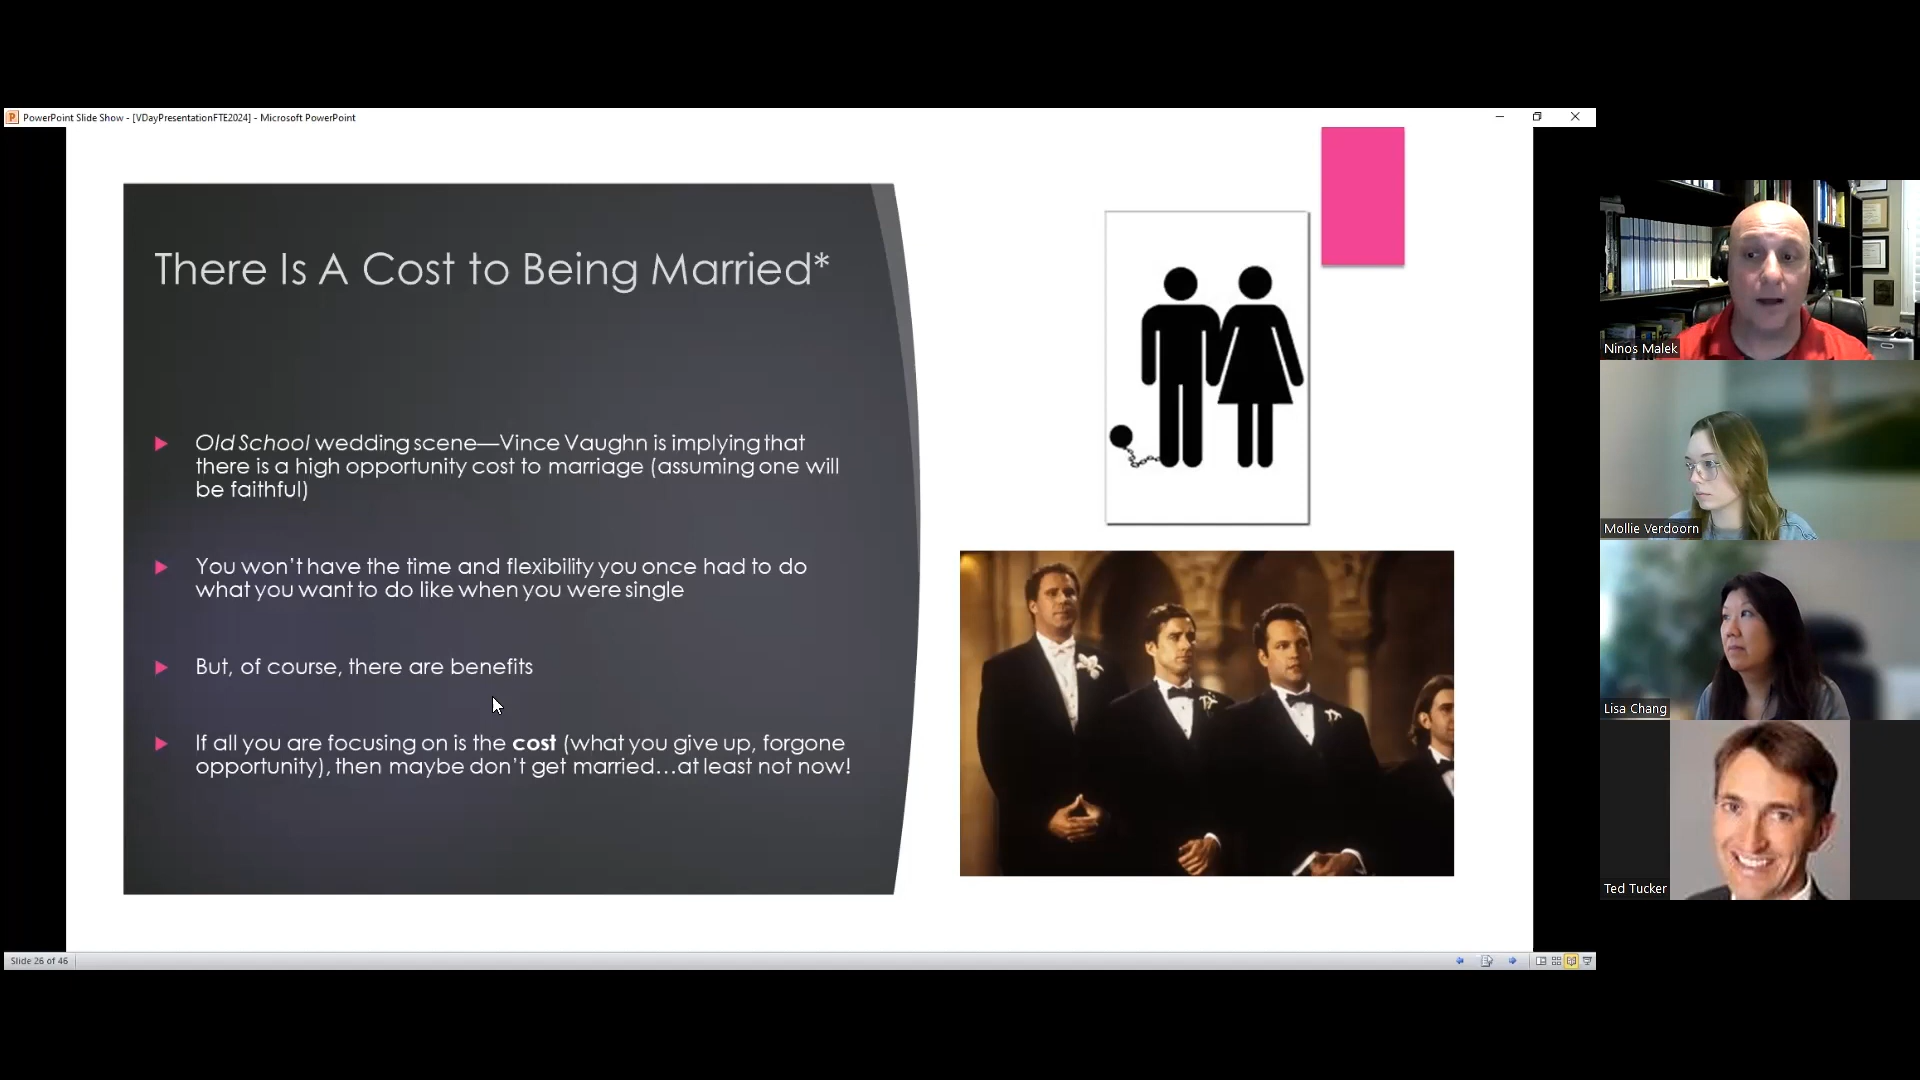 PowerPoint Slide Show - [VDayPresentationFTE2024] - Microsoft PowerPoint
There Is A Cost to Being Married*
Old School wedding scene—Vince Vaughn is implying that
there is a high opportunity cost to marriage (assuming one will
be faithful)
You won't have the time and flexibility you once had to do
what you want to do like when you were single
But, of course, there are benefits
If all you are focusing on is the cost (what you give up, forgone
opportunity), then maybe don't get married…at least not now!
Slide 26 of 46
Ninos Malek
Mollie Verdoorn
Lisa Chang
Ted Tucker